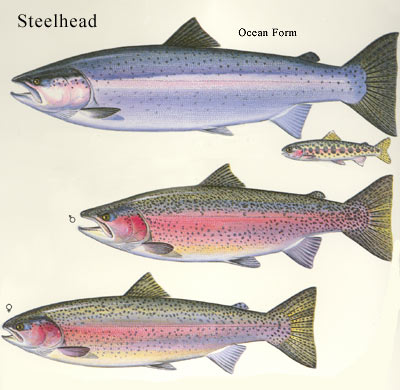 Steelhead
Ocean Form
♂
♀